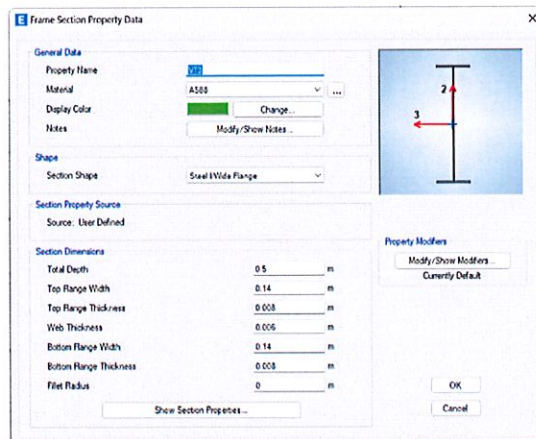 E Frame Section Property Data
General Data
Property Name
Material A588 ...
Display Color Change...
Notes Modify/Show Notes...
2
3
Shape
Section Shape Steel I/Wide Flange
Section Property Source
Source: User Defined
Property Modifiers
Modify/Show Modifiers...
Currently Default
Section Dimensions
Total Depth 0.5 m
Top Flange Width 0.14 m
Top Flange Thickness 0.008 m
Web Thickness 0.006 m
Bottom Flange Width 0.14 m
Bottom Flange Thickness 0.008 m
Fillet Radius 0 m
Show Section Properties...
OK
Cancel